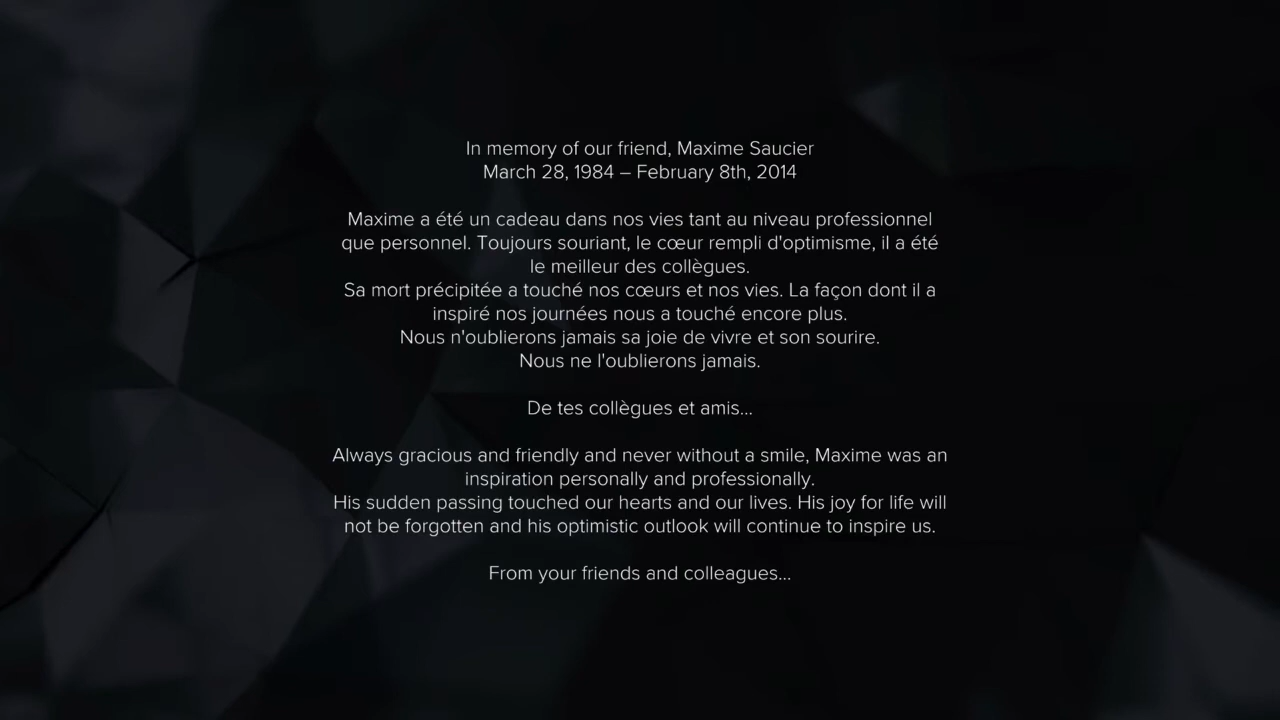 In memory of our friend, Maxime Saucier
March 28, 1984 – February 8th, 2014
Maxime a été un cadeau dans nos vies tant au niveau professionnel
que personnel. Toujours souriant, le cœur rempli d'optimisme, il a été
le meilleur des collègues.
Sa mort précipitée a touché nos cœurs et nos vies. La façon dont il a
inspiré nos journées nous a touché encore plus.
Nous n'oublierons jamais sa joie de vivre et son sourire.
Nous ne l'oublierons jamais.
De tes collègues et amis...
Always gracious and friendly and never without a smile, Maxime was an
inspiration personally and professionally.
His sudden passing touched our hearts and our lives. His joy for life will
not be forgotten and his optimistic outlook will continue to inspire us.
From your friends and colleagues...